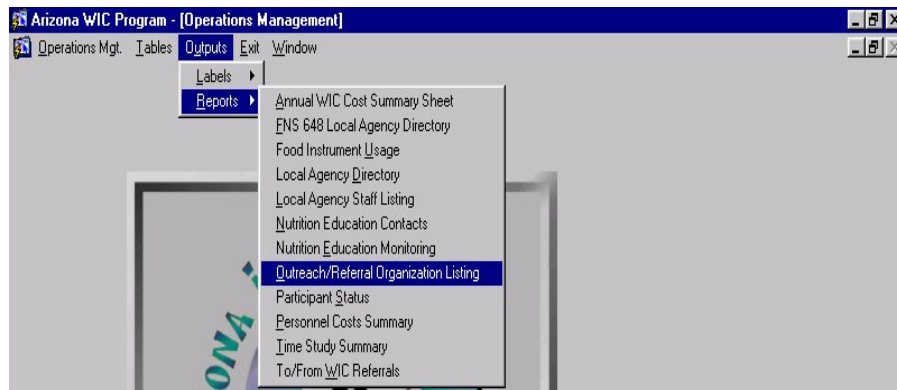 Arizona WIC Program - [Operations Management]
Operations Mgt. Tables Outputs Exit Window
Labels
Reports
Annual WIC Cost Summary Sheet
FNS 648 Local Agency Directory
Food Instrument Usage
Local Agency Directory
Local Agency Staff Listing
Nutrition Education Contacts
Nutrition Education Monitoring
Outreach/Referral Organization Listing
Participant Status
Personnel Costs Summary
Time Study Summary
To/From WIC Referrals